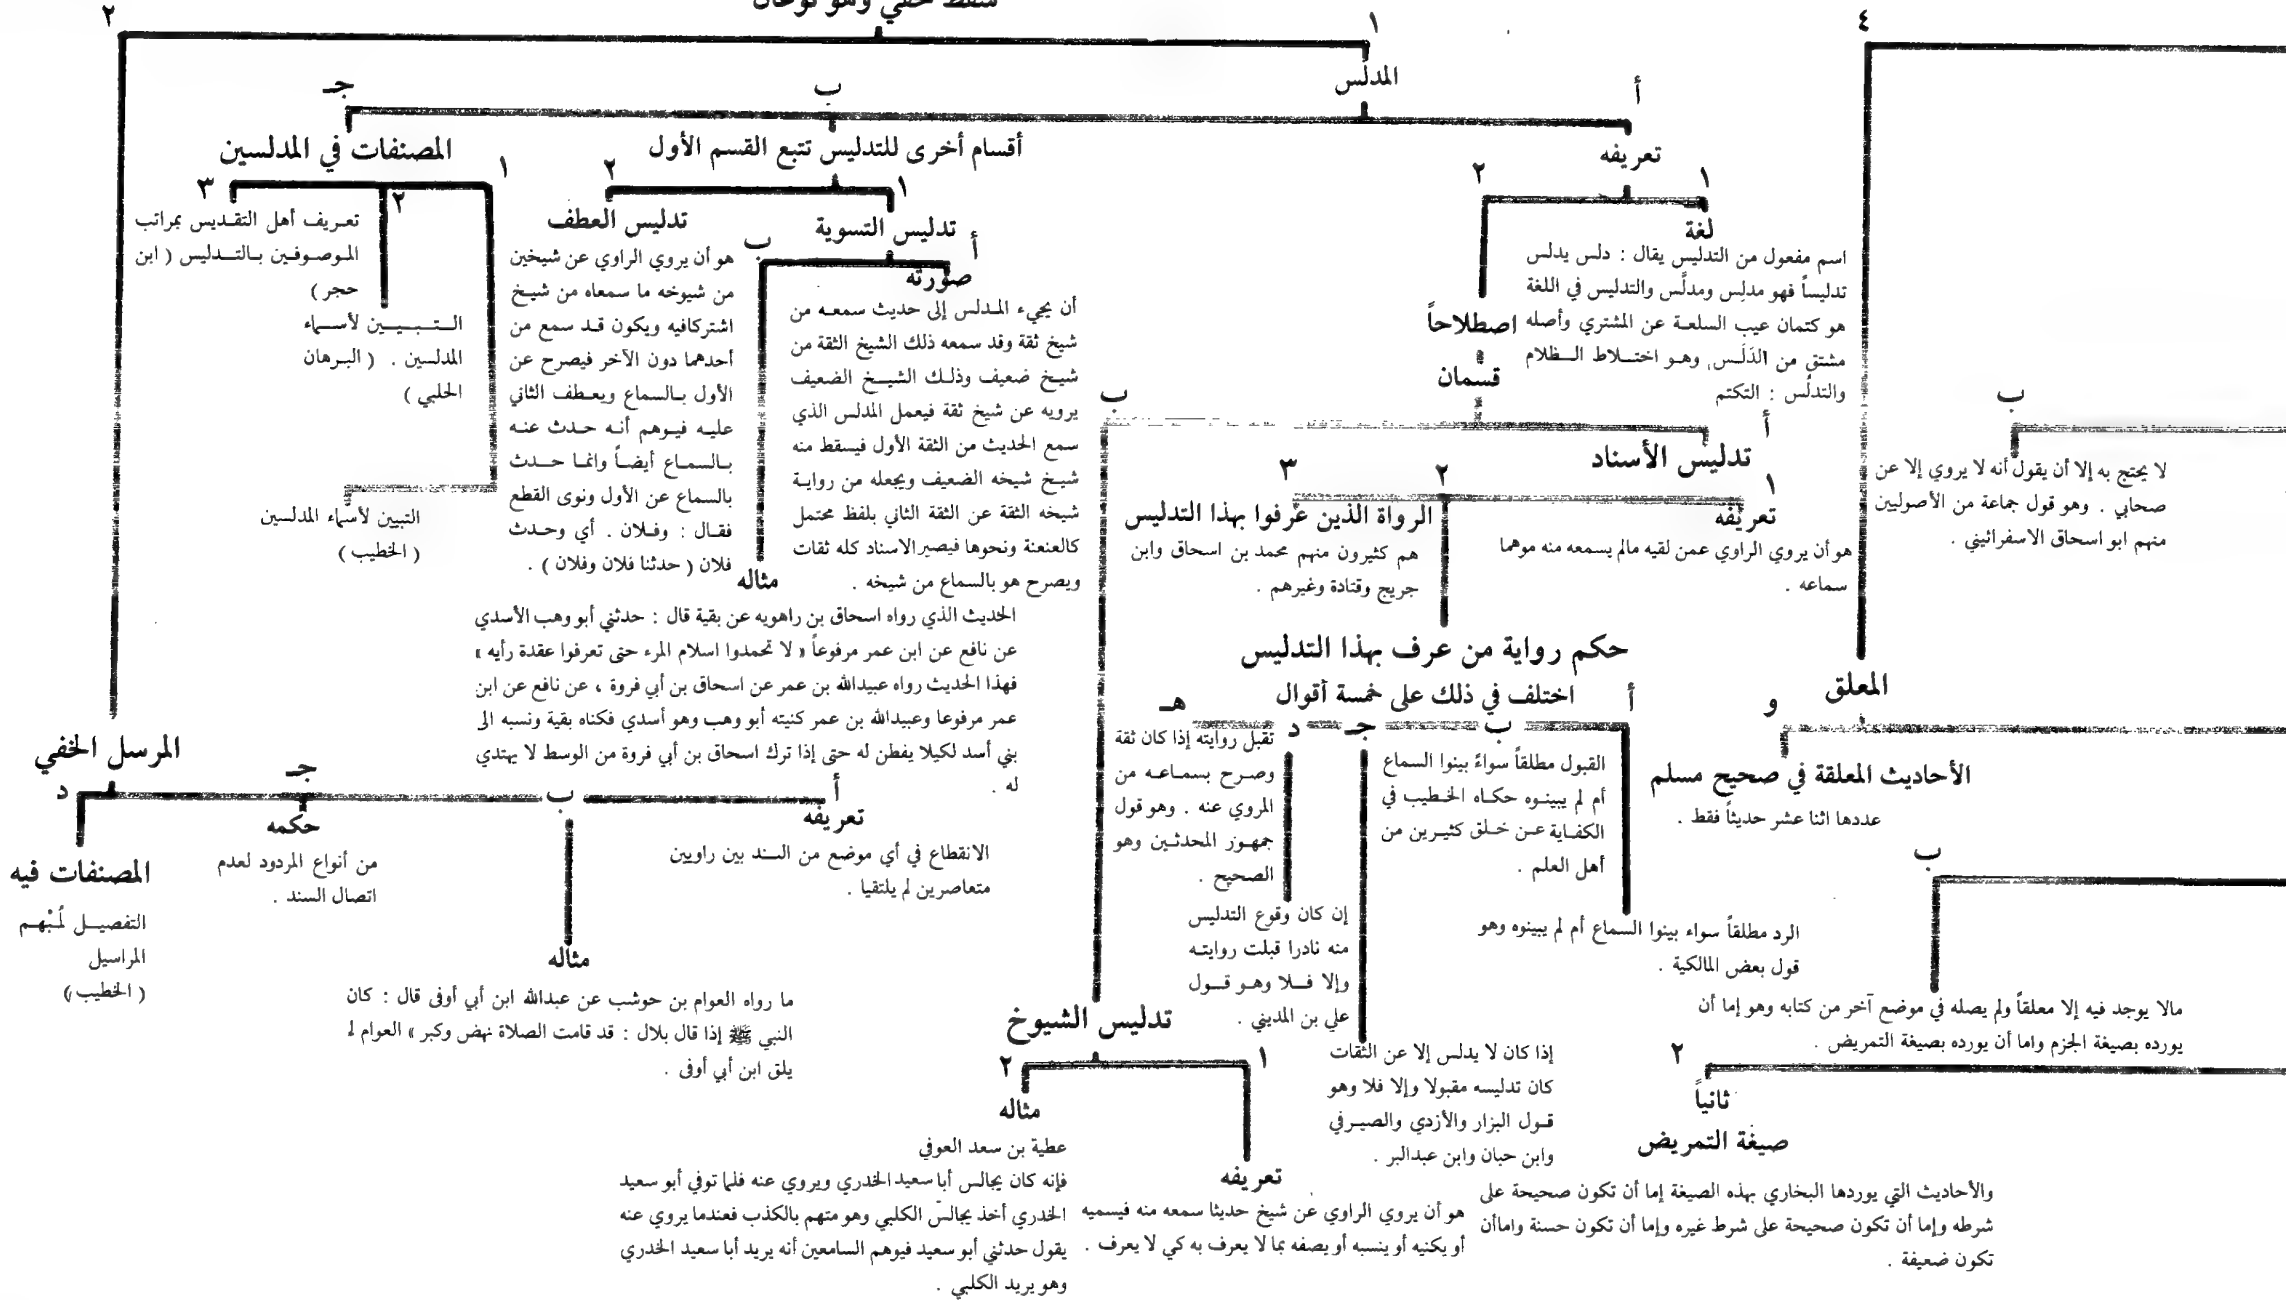 سقط خفي وهو نوعان
٤
١
٢
المدلَّس
أ
ب
جـ
تعريفه
١
٢
لغة
اسم مفعول من التدليس يقال : دلس يدلس
تدليساً فهو مدلِس ومدلَّس والتدليس في اللغة
هو كتمان عيب السلعة عن المشتري وأصله
مشتق من الدَلَس وهو اختلاط الظلام
والتدلُس : التكتم
اصطلاحاً
قسمان
أ
ب
تدليس الأسناد
١
٢
٣
تعريفه
هو أن يروي الراوي عمن لقيه مالم يسمعه منه موهما
سماعه .
الرواة الذين عرفوا بهذا التدليس
هم كثيرون منهم محمد بن اسحاق وابن
جريج وقتادة وغيرهم .
حكم رواية من عرف بهذا التدليس
اختلف في ذلك على خمسة أقوال
أ
ب
جـ
د
هـ
الرد مطلقاً سواء بينوا السماع أم لم يبينوه وهو
قول بعض المالكية .
القبول مطلقاً سواءً بينوا السماع
أم لم يبينوه حكاه الخطيب في
الكفاية عن خلق كثيرين من
أهل العلم .
إذا كان لا يدلس إلا عن الثقات
كان تدليسه مقبولا وإلا فلا وهو
قول البزار والأزدي والصيرفي
وابن حبان وابن عبدالبر .
إن كان وقوع التدليس
منه نادرا قبلت روايته
وإلا فلا وهو قول
علي بن المديني .
تقبل روايته إذا كان ثقة
وصرح بسماعه من
المروي عنه . وهو قول
جمهور المحدثين وهو
الصحيح .
تدليس الشيوخ
١
٢
تعريفه
هو أن يروي الراوي عن شيخ حديثا سمعه منه فيسميه
أو يكنيه أو ينسبه أو يصفه بما لا يعرف به كي لا يعرف .
مثاله
عطية بن سعد العوفي
فإنه كان يجالس أبا سعيد الخدري ويروي عنه فلما توفي أبو سعيد
الخدري أخذ يجالس الكلبي وهو متهم بالكذب فعندما يروي عنه
يقول حدثني أبو سعيد فيوهم السامعين أنه يريد أبا سعيد الخدري
وهو يريد الكلبي .
أقسام أخرى للتدليس تتبع القسم الأول
١
٢
تدليس التسوية
أ
ب
صورته
أن يجيء المدلس إلى حديث سمعه من
شيخ ثقة وقد سمعه ذلك الشيخ الثقة من
شيخ ضعيف وذلك الشيخ الضعيف
يرويه عن شيخ ثقة فيعمل المدلس الذي
سمع الحديث من الثقة الأول فيسقط منه
شيخ شيخه الضعيف ويجعله من رواية
شيخه الثقة عن الثقة الثاني بلفظ محتمل
كالعنعنة ونحوها فيصير الاسناد كله ثقات
ويصرح هو بالسماع من شيخه .
مثاله
الحديث الذي رواه اسحاق بن راهويه عن بقية قال : حدثني أبو وهب الأسدي
عن نافع عن ابن عمر مرفوعاً « لا تحمدوا اسلام المرء حتى تعرفوا عقدة رأيه »
فهذا الحديث رواه عبيدالله بن عمر عن اسحاق بن أبي فروة ، عن نافع عن ابن
عمر مرفوعا وعبيدالله بن عمر كنيته أبو وهب وهو أسدي فكناه بقية ونسبه الى
بني أسد لكيلا يفطن له حتى إذا ترك اسحاق بن أبي فروة من الوسط لا يهتدي
له .
تدليس العطف
هو أن يروي الراوي عن شيخين
من شيوخه ما سمعاه من شيخ
اشتركافيه ويكون قد سمع من
أحدهما دون الآخر فيصرح عن
الأول بالسماع ويعطف الثاني
عليه فيوهم أنه حدث عنه
بالسماع أيضاً وانما حدث
بالسماع عن الأول ونوى القطع
فقال : وفلان . أي وحدث
فلان ( حدثنا فلان وفلان ) .
المصنفات في المدلسين
١
٢
٣
التبيين لأسماء المدلسين
( الخطيب )
التبيين لأسماء
المدلسين . ( البرهان
الحلبي )
تعريف أهل التقديس بمراتب
الموصوفين بالتدليس ( ابن
حجر )
المرسل الخفي
أ
ب
جـ
د
تعريفه
الانقطاع في أي موضع من السند بين راويين
متعاصرين لم يلتقيا .
مثاله
ما رواه العوام بن حوشب عن عبدالله ابن أبي أوفى قال : كان
النبي ﷺ إذا قال بلال : قد قامت الصلاة نهض وكبر » العوام لم
يلق ابن أبي أوفى .
حكمه
من أنواع المردود لعدم
اتصال السند .
المصنفات فيه
التفصيل لمُبْهم
المراسيل
( الخطيب )
ب
لا يحتج به إلا أن يقول أنه لا يروي إلا عن
صحابي . وهو قول جماعة من الأصوليين
منهم ابو اسحاق الاسفرائيني .
المعلق
و
الأحاديث المعلقة في صحيح مسلم
عددها اثنا عشر حديثاً فقط .
ب
مالا يوجد فيه إلا معلقاً ولم يصله في موضع آخر من كتابه وهو إما أن
يورده بصيغة الجزم واما أن يورده بصيغة التمريض .
٢
ثانياً
صيغة التمريض
والأحاديث التي يوردها البخاري بهذه الصيغة إما أن تكون صحيحة على
شرطه وإما أن تكون صحيحة على شرط غيره وإما أن تكون حسنة واماأن
تكون ضعيفة .